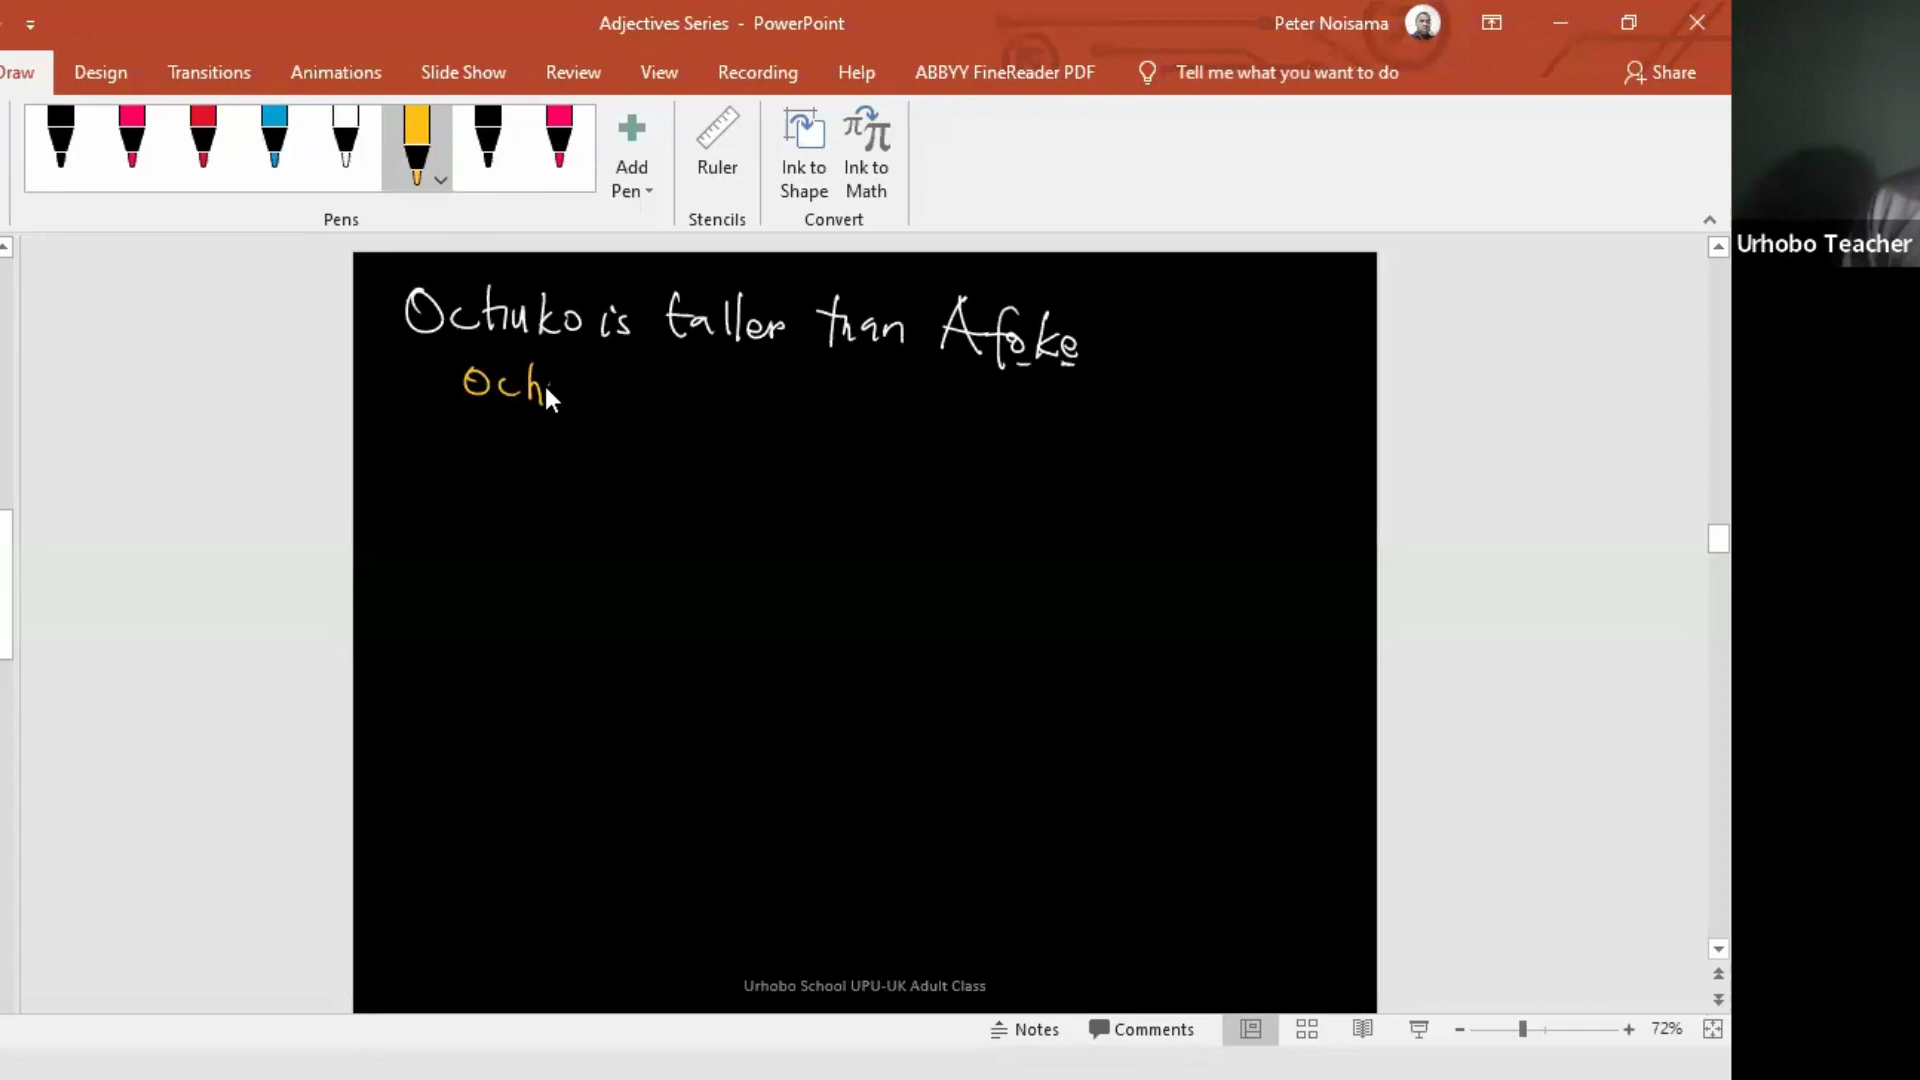 Adjectives Series - PowerPoint
Peter Noisama
Draw Design Transitions Animations Slide Show Review View Recording Help ABBYY FineReader PDF Tell me what you want to do Share
Add Pen
Ruler
Ink to Shape
Ink to Math
Pens
Stencils
Convert
Urhobo Teacher
Ochuko is taller than Afo̱ke̱
Och
Urhobo School UPU-UK Adult Class
Notes Comments 72%